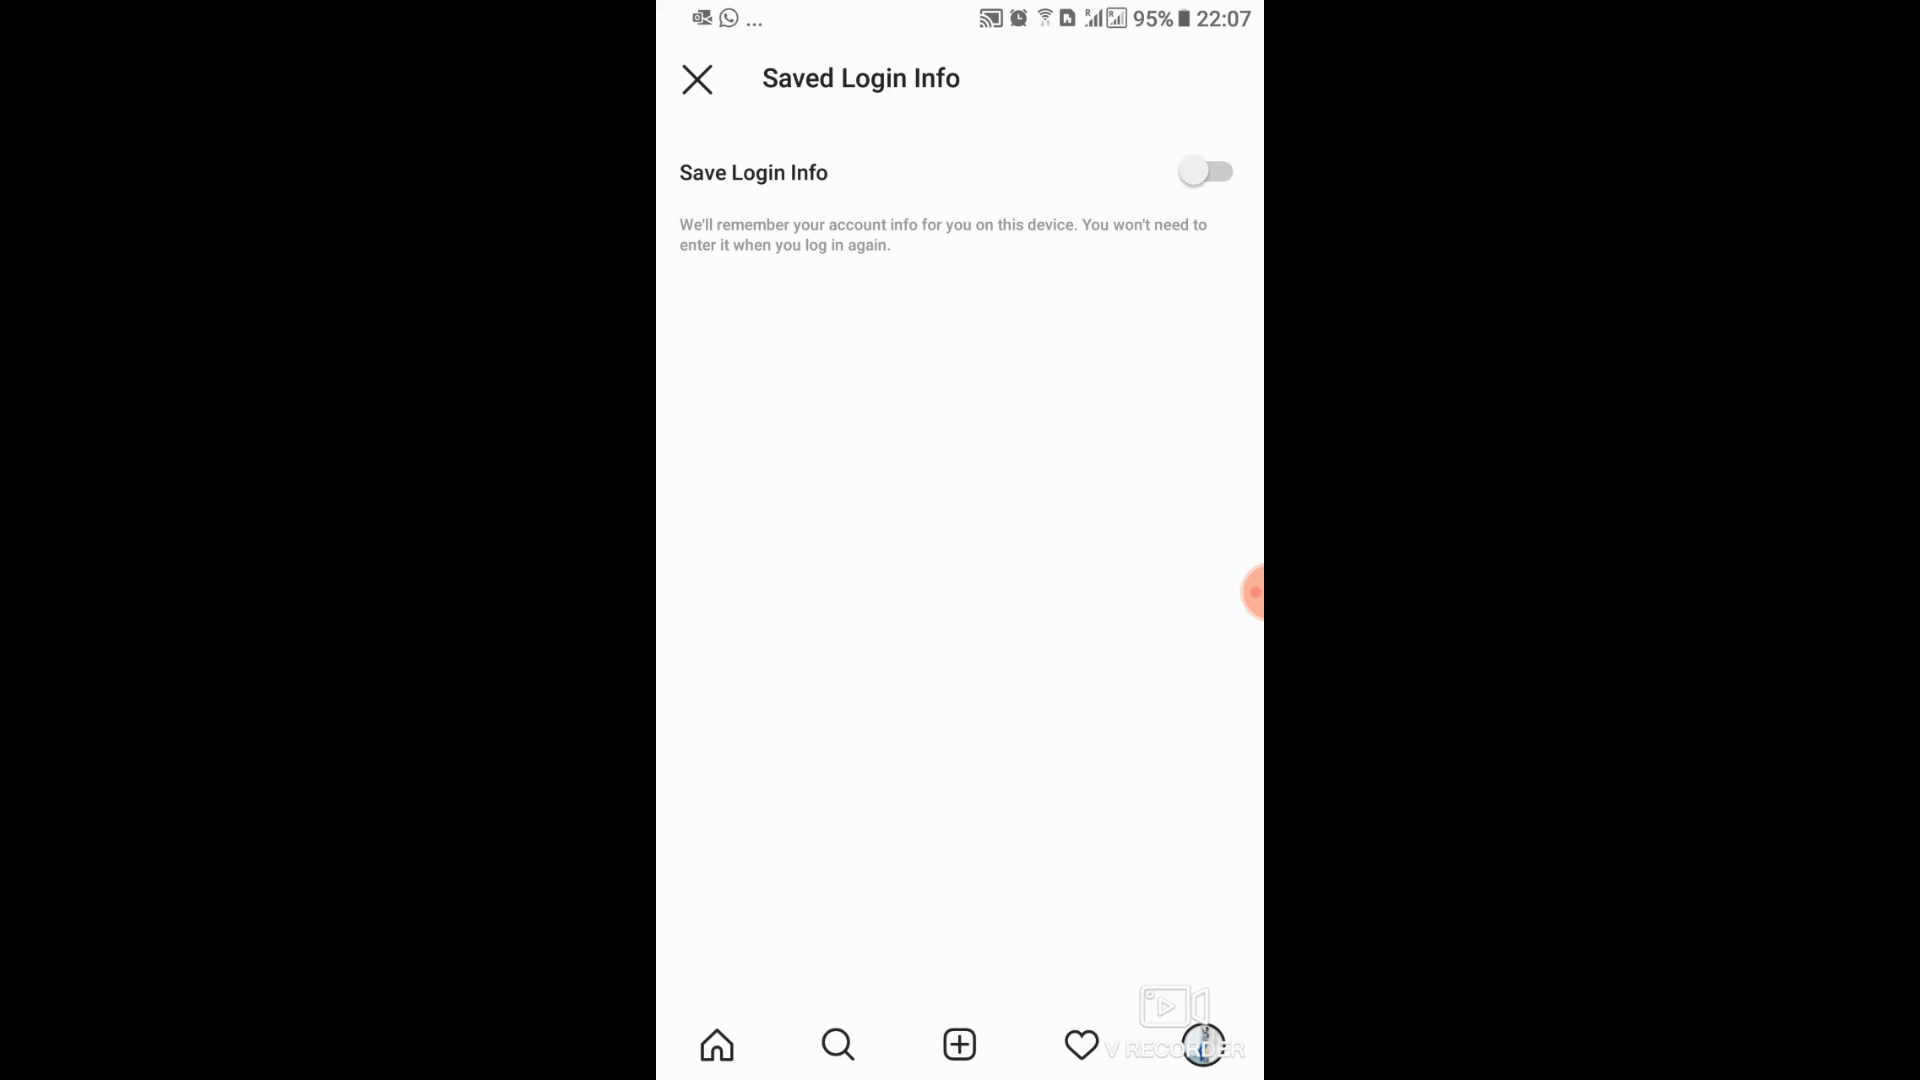 ... 95% 22:07
Saved Login Info
Save Login Info
We'll remember your account info for you on this device. You won't need to
enter it when you log in again.
V RECORDER